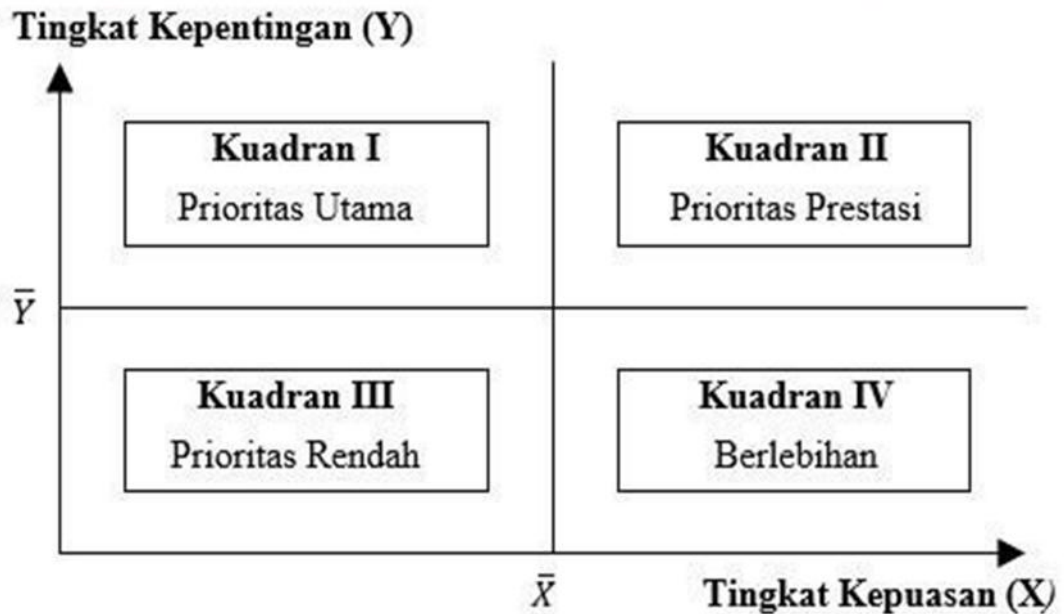 Tingkat Kepentingan (Y)
Kuadran I
Prioritas Utama
Kuadran II
Prioritas Prestasi
Y̅
Kuadran III
Prioritas Rendah
Kuadran IV
Berlebihan
X̅
Tingkat Kepuasan (X)